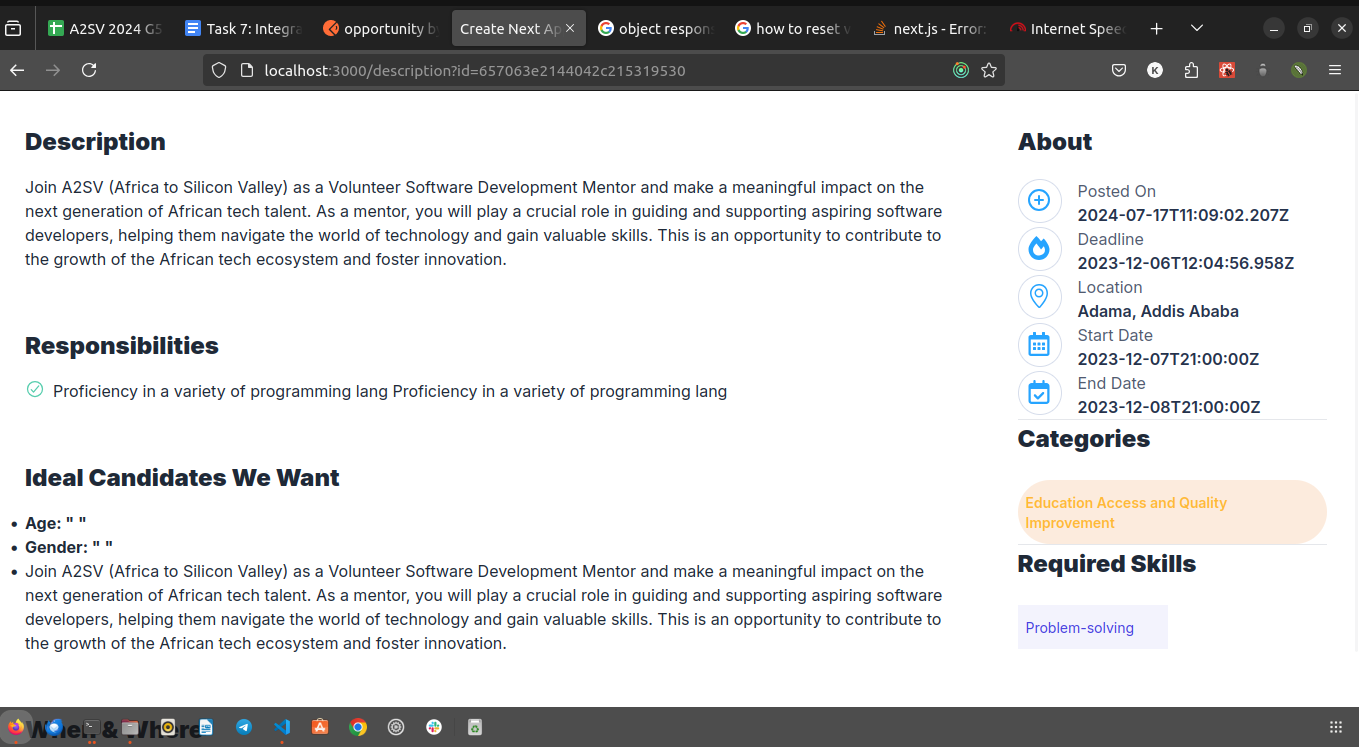 A2SV 2024 G5
Task 7: Integra
opportunity by
Create Next Ap
object respons
how to reset v
next.js - Error:
Internet Speed
localhost:3000/description?id=657063e2144042c215319530
K
Description
Join A2SV (Africa to Silicon Valley) as a Volunteer Software Development Mentor and make a meaningful impact on the
next generation of African tech talent. As a mentor, you will play a crucial role in guiding and supporting aspiring software
developers, helping them navigate the world of technology and gain valuable skills. This is an opportunity to contribute to
the growth of the African tech ecosystem and foster innovation.
Responsibilities
Proficiency in a variety of programming lang Proficiency in a variety of programming lang
Ideal Candidates We Want
• Age: " "
• Gender: " "
• Join A2SV (Africa to Silicon Valley) as a Volunteer Software Development Mentor and make a meaningful impact on the
next generation of African tech talent. As a mentor, you will play a crucial role in guiding and supporting aspiring software
developers, helping them navigate the world of technology and gain valuable skills. This is an opportunity to contribute to
the growth of the African tech ecosystem and foster innovation.
When & Where
About
Posted On
2024-07-17T11:09:02.207Z
Deadline
2023-12-06T12:04:56.958Z
Location
Adama, Addis Ababa
Start Date
2023-12-07T21:00:00Z
End Date
2023-12-08T21:00:00Z
Categories
Education Access and Quality
Improvement
Required Skills
Problem-solving